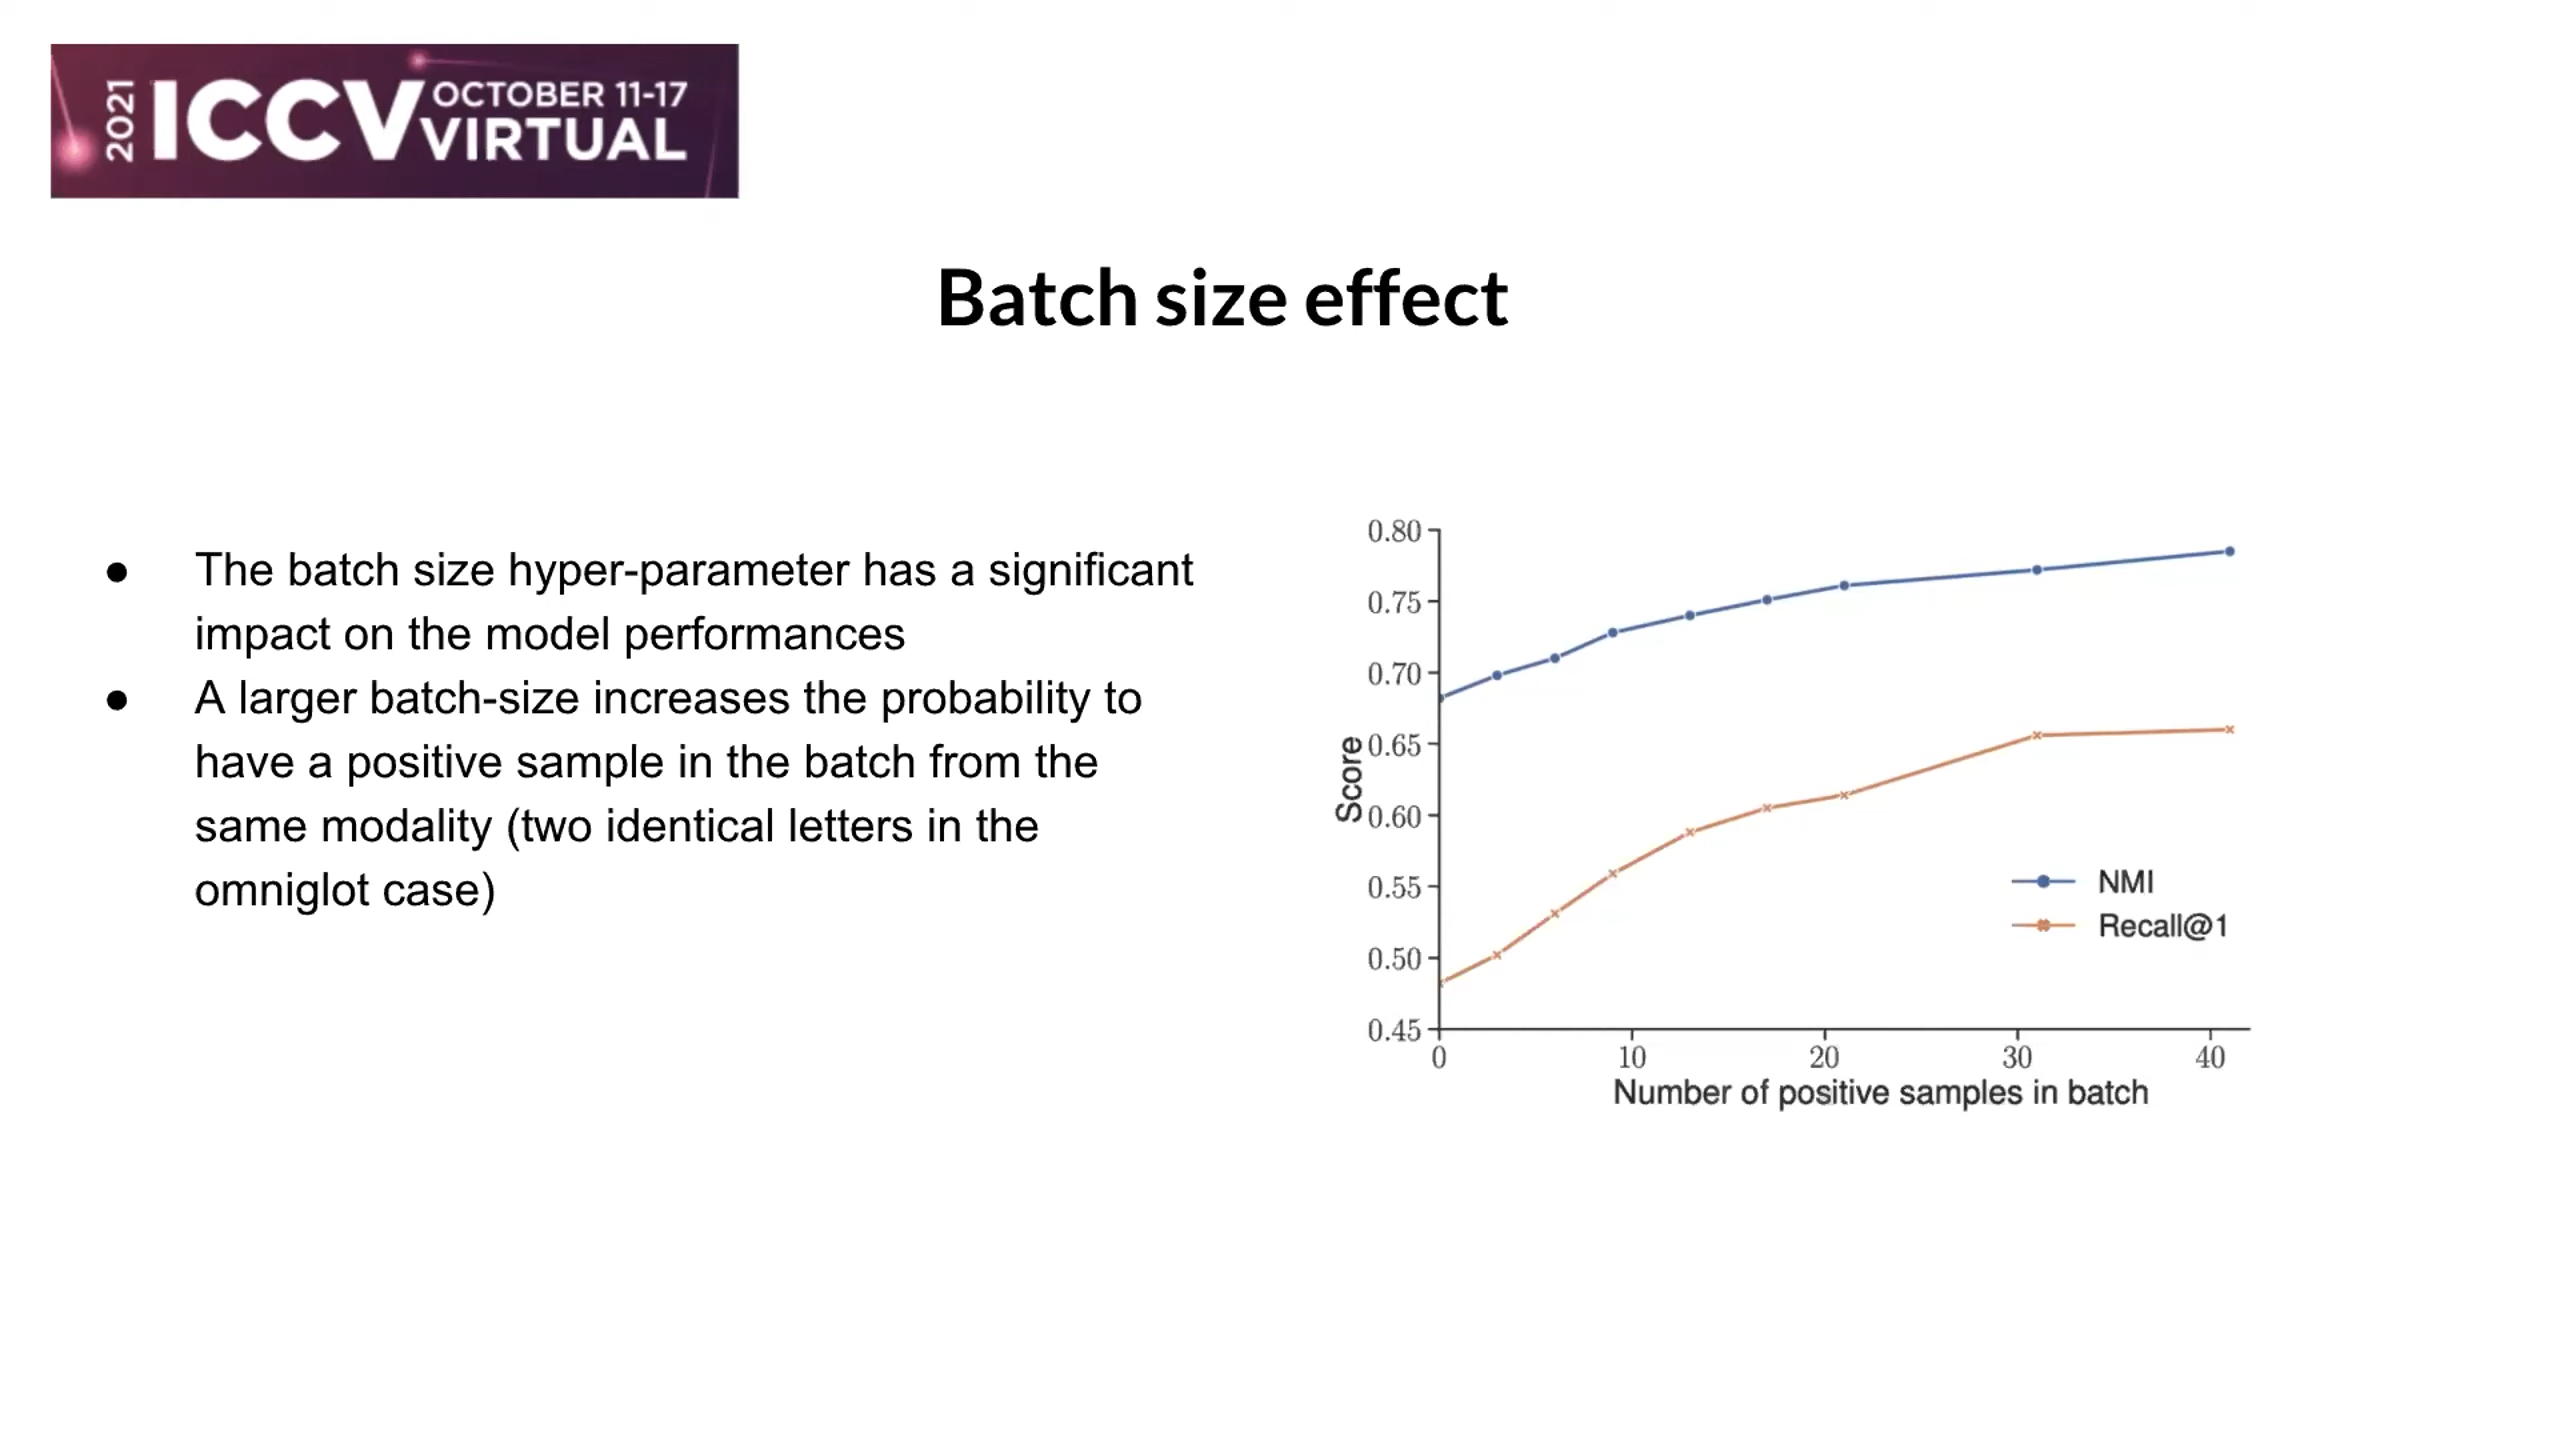 2021 ICCV OCTOBER 11-17
VIRTUAL
Batch size effect
● The batch size hyper-parameter has a significant
impact on the model performances
● A larger batch-size increases the probability to
have a positive sample in the batch from the
same modality (two identical letters in the
omniglot case)
0.80
0.75
0.70
0.65
0.60
0.55
0.50
0.45
Score
NMI
Recall@1
0 10 20 30 40
Number of positive samples in batch